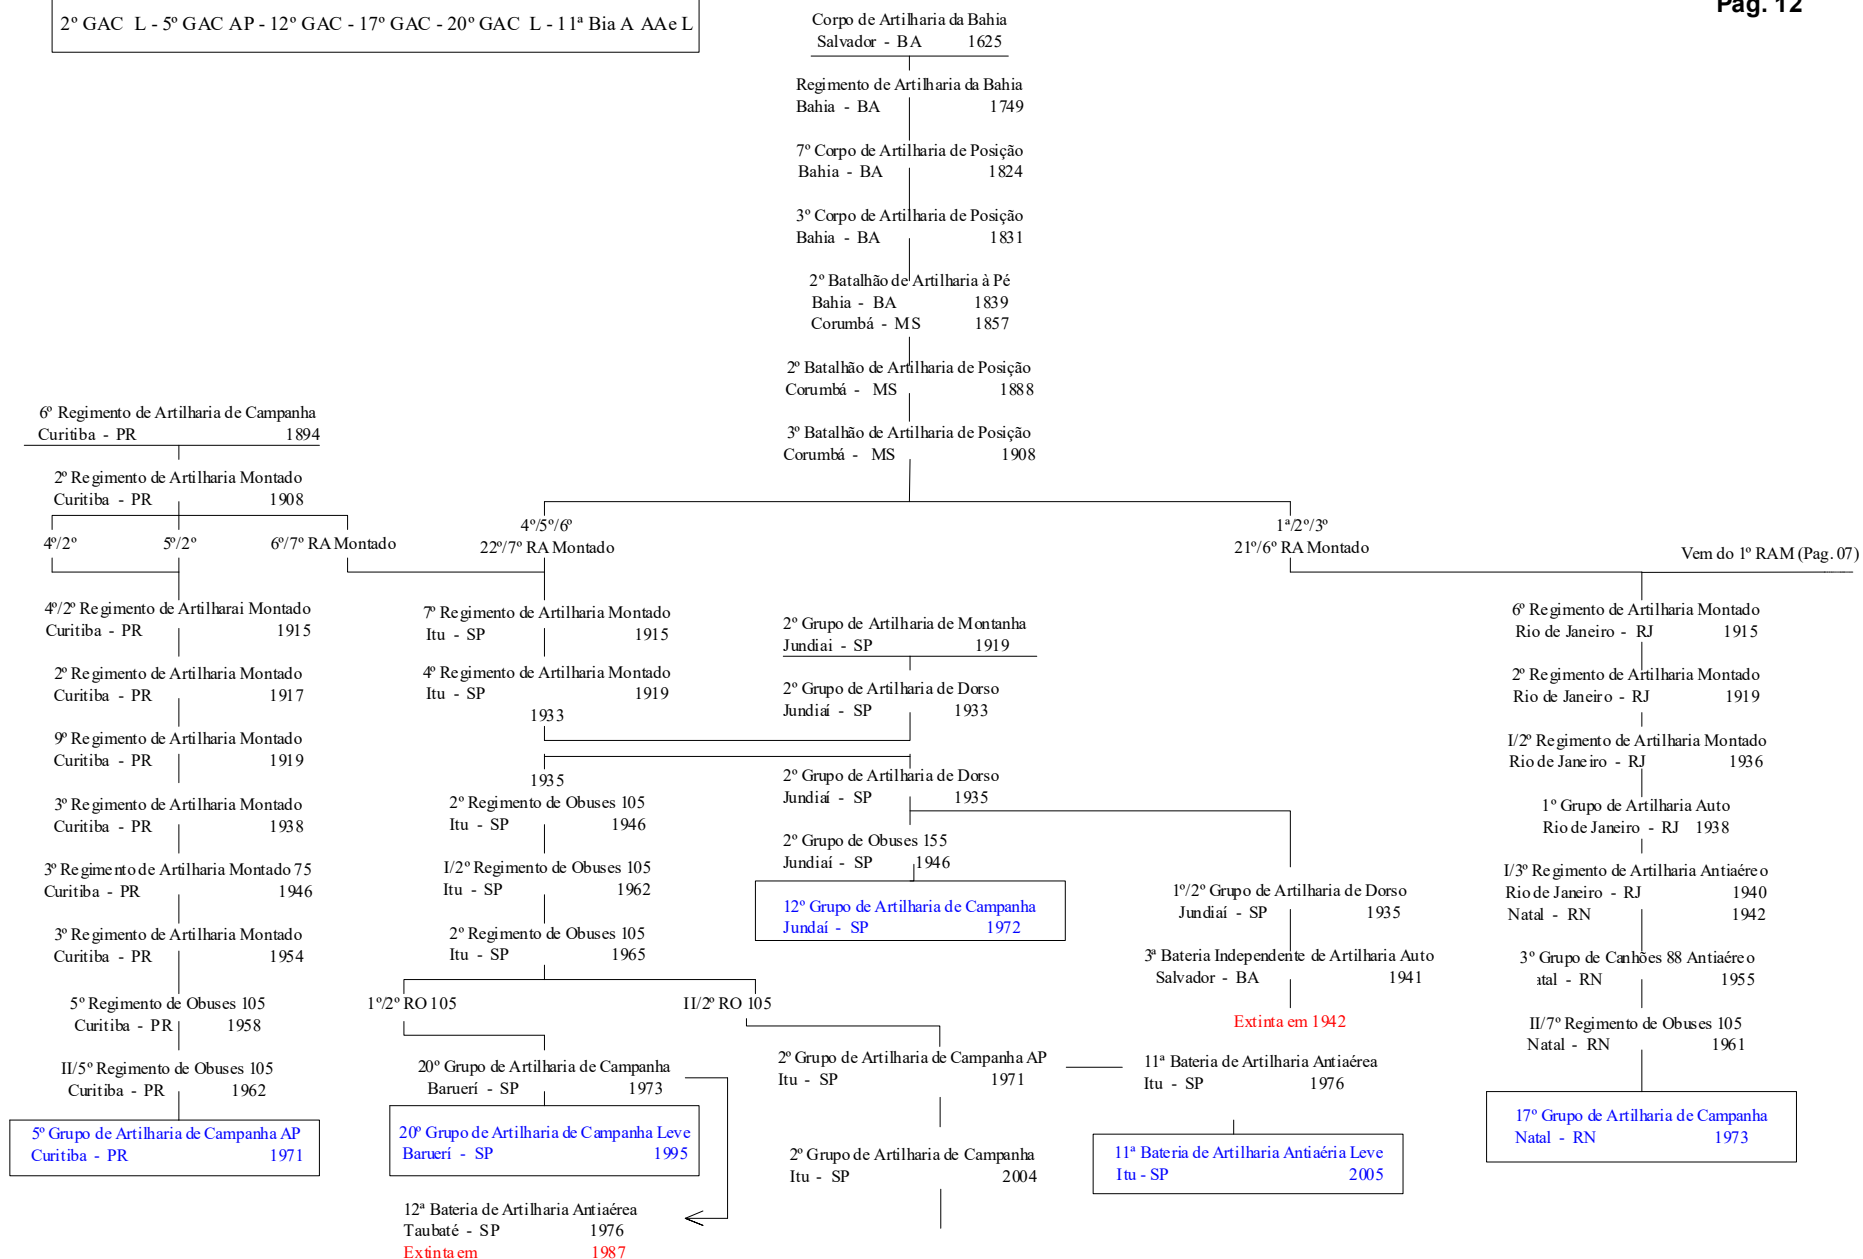 Pag. 12
2º GAC L - 5º GAC AP - 12º GAC - 17º GAC - 20º GAC L - 11ª Bia A AAe L
Corpo de Artilharia da Bahia
Salvador - BA 1625
Regimento de Artilharia da Bahia
Bahia - BA 1749
7º Corpo de Artilharia de Posição
Bahia - BA 1824
3º Corpo de Artilharia de Posição
Bahia - BA 1831
2º Batalhão de Artilharia à Pé
Bahia - BA 1839
Corumbá - MS 1857
2º Batalhão de Artilharia de Posição
Corumbá - MS 1888
3º Batalhão de Artilharia de Posição
Corumbá - MS 1908
6º Regimento de Artilharia de Campanha
Curitiba - PR 1894
2º Regimento de Artilharia Montado
Curitiba - PR 1908
4º/2º 5º/2º 6º/7º RA Montado
4º/5º/6º
22º/7º RA Montado
1ª/2º/3º
21º/6º RA Montado
Vem do 1º RAM (Pag. 07)
4º/2º Regimento de Artilharai Montado
Curitiba - PR 1915
2º Regimento de Artilharia Montado
Curitiba - PR 1917
9º Regimento de Artilharia Montado
Curitiba - PR 1919
3º Regimento de Artilharia Montado
Curitiba - PR 1938
3º Regimento de Artilharia Montado 75
Curitiba - PR 1946
3º Regimento de Artilharia Montado
Curitiba - PR 1954
5º Regimento de Obuses 105
Curitiba - PR 1958
II/5º Regimento de Obuses 105
Curitiba - PR 1962
5º Grupo de Artilharia de Campanha AP
Curitiba - PR 1971
7º Regimento de Artilharia Montado
Itu - SP 1915
4º Regimento de Artilharia Montado
Itu - SP 1919
1933
1935
2º Regimento de Obuses 105
Itu - SP 1946
I/2º Regimento de Obuses 105
Itu - SP 1962
2º Regimento de Obuses 105
Itu - SP 1965
1º/2º RO 105 II/2º RO 105
20º Grupo de Artilharia de Campanha
Baruerí - SP 1973
20º Grupo de Artilharia de Campanha Leve
Baruerí - SP 1995
12ª Bateria de Artilharia Antiaérea
Taubaté - SP 1976
Extinta em 1987
2º Grupo de Artilharia de Montanha
Jundiai - SP 1919
2º Grupo de Artilharia de Dorso
Jundiaí - SP 1933
2º Grupo de Artilharia de Dorso
Jundiaí - SP 1935
2º Grupo de Obuses 155
Jundiaí - SP 1946
12º Grupo de Artilharia de Campanha
Jundaí - SP 1972
2º Grupo de Artilharia de Campanha AP
Itu - SP 1971
2º Grupo de Artilharia de Campanha
Itu - SP 2004
1º/2º Grupo de Artilharia de Dorso
Jundiaí - SP 1935
3ª Bateria Independente de Artilharia Auto
Salvador - BA 1941
Extinta em 1942
11ª Bateria de Artilharia Antiaérea
Itu - SP 1976
11ª Bateria de Artilharia Antiaéria Leve
Itu - SP 2005
6º Regimento de Artilharia Montado
Rio de Janeiro - RJ 1915
2º Regimento de Artilharia Montado
Rio de Janeiro - RJ 1919
I/2º Regimento de Artilharia Montado
Rio de Janeiro - RJ 1936
1º Grupo de Artilharia Auto
Rio de Janeiro - RJ 1938
I/3º Regimento de Artilharia Antiaéreo
Rio de Janeiro - RJ 1940
Natal - RN 1942
3º Grupo de Canhões 88 Antiaéreo
atal - RN 1955
II/7º Regimento de Obuses 105
Natal - RN 1961
17º Grupo de Artilharia de Campanha
Natal - RN 1973